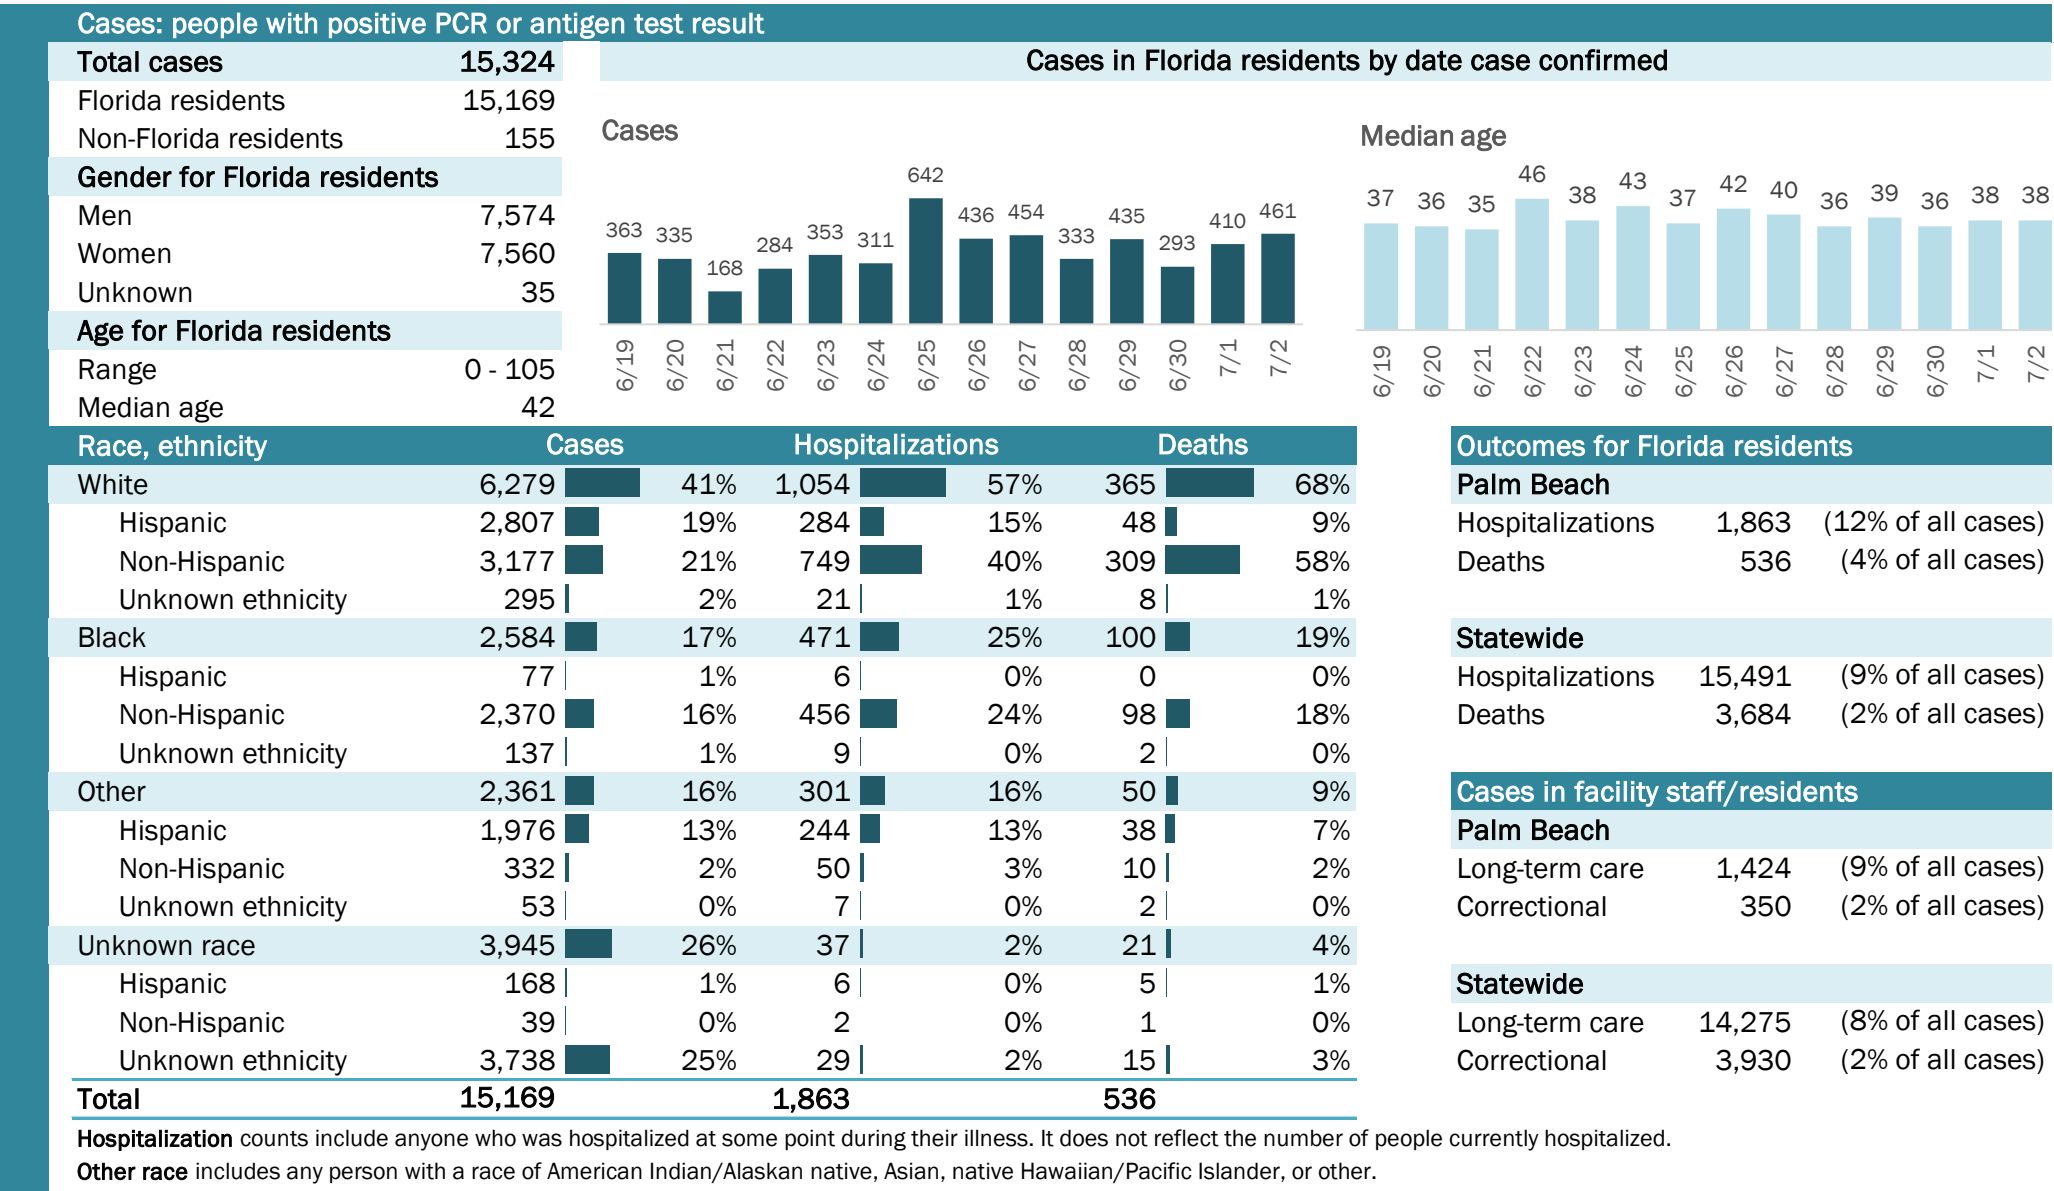 Cases: people with positive PCR or antigen test result
Total cases 15,324
Florida residents 15,169
Non-Florida residents 155
Gender for Florida residents
Men 7,574
Women 7,560
Unknown 35
Age for Florida residents
Range 0 - 105
Median age 42
Cases in Florida residents by date case confirmed
Cases
363 335 168 284 353 311 642 436 454 333 435 293 410 461
6/19 6/20 6/21 6/22 6/23 6/24 6/25 6/26 6/27 6/28 6/29 6/30 7/1 7/2
Median age
37 36 35 46 38 43 37 42 40 36 39 36 38 38
6/19 6/20 6/21 6/22 6/23 6/24 6/25 6/26 6/27 6/28 6/29 6/30 7/1 7/2
Race, ethnicity Cases Hospitalizations Deaths
White 6,279 41% 1,054 57% 365 68%
Hispanic 2,807 19% 284 15% 48 9%
Non-Hispanic 3,177 21% 749 40% 309 58%
Unknown ethnicity 295 2% 21 1% 8 1%
Black 2,584 17% 471 25% 100 19%
Hispanic 77 1% 6 0% 0 0%
Non-Hispanic 2,370 16% 456 24% 98 18%
Unknown ethnicity 137 1% 9 0% 2 0%
Other 2,361 16% 301 16% 50 9%
Hispanic 1,976 13% 244 13% 38 7%
Non-Hispanic 332 2% 50 3% 10 2%
Unknown ethnicity 53 0% 7 0% 2 0%
Unknown race 3,945 26% 37 2% 21 4%
Hispanic 168 1% 6 0% 5 1%
Non-Hispanic 39 0% 2 0% 1 0%
Unknown ethnicity 3,738 25% 29 2% 15 3%
Total 15,169 1,863 536
Outcomes for Florida residents
Palm Beach
Hospitalizations 1,863 (12% of all cases)
Deaths 536 (4% of all cases)
Statewide
Hospitalizations 15,491 (9% of all cases)
Deaths 3,684 (2% of all cases)
Cases in facility staff/residents
Palm Beach
Long-term care 1,424 (9% of all cases)
Correctional 350 (2% of all cases)
Statewide
Long-term care 14,275 (8% of all cases)
Correctional 3,930 (2% of all cases)
Hospitalization counts include anyone who was hospitalized at some point during their illness. It does not reflect the number of people currently hospitalized.
Other race includes any person with a race of American Indian/Alaskan native, Asian, native Hawaiian/Pacific Islander, or other.